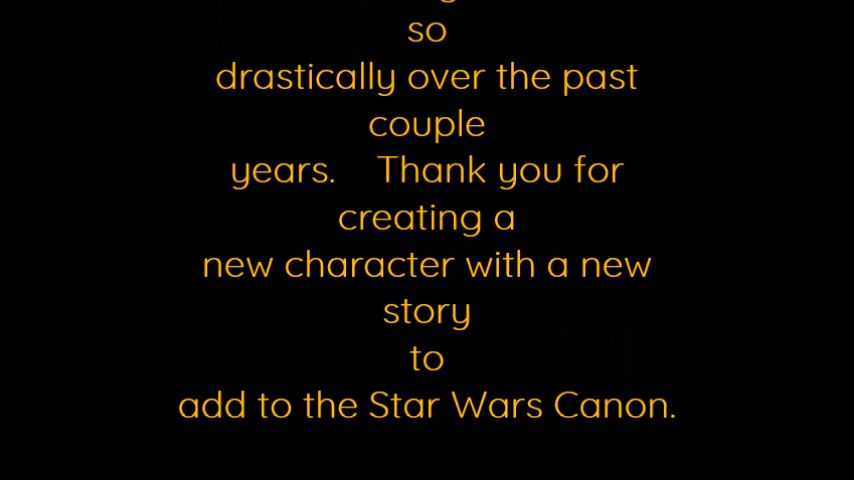 so
drastically over the past
couple
years.    Thank you for
creating a
new character with a new
story
to
add to the Star Wars Canon.